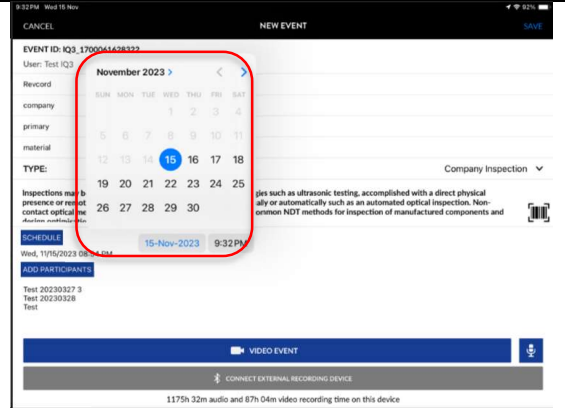 9:32 PM Wed 15 Nov
92%
CANCEL
NEW EVENT
SAVE
EVENT ID: IQ3_1700061628322
User: Test IQ3
Revcord
company
primary
material
TYPE:
Company Inspection
November 2023 >
SUN MON TUE WED THU FRI SAT
1 2 3 4
5 6 7 8 9 10 11
12 13 14 15 16 17 18
19 20 21 22 23 24 25
26 27 28 29 30
15-Nov-2023
9:32 PM
Inspections may b
gies such as ultrasonic testing, accomplished with a direct physical
presence or remot
ally or automatically such as an automated optical inspection. Non-
contact optical me
ommon NDT methods for inspection of manufactured components and
design optimizatio
SCHEDULE
Wed, 11/15/2023 08:54 PM
ADD PARTICIPANTS
Test 20230327 3
Test 20230328
Test
VIDEO EVENT
CONNECT EXTERNAL RECORDING DEVICE
1175h 32m audio and 87h 04m video recording time on this device